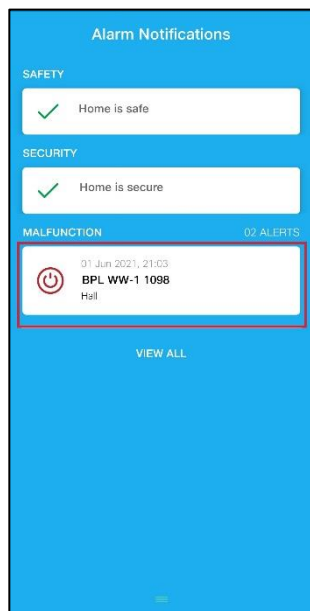 Alarm Notifications
SAFETY
Home is safe
SECURITY
Home is secure
MALFUNCTION 02 ALERTS
01 Jun 2021, 21:03
BPL WW-1 1098
Hall
VIEW ALL